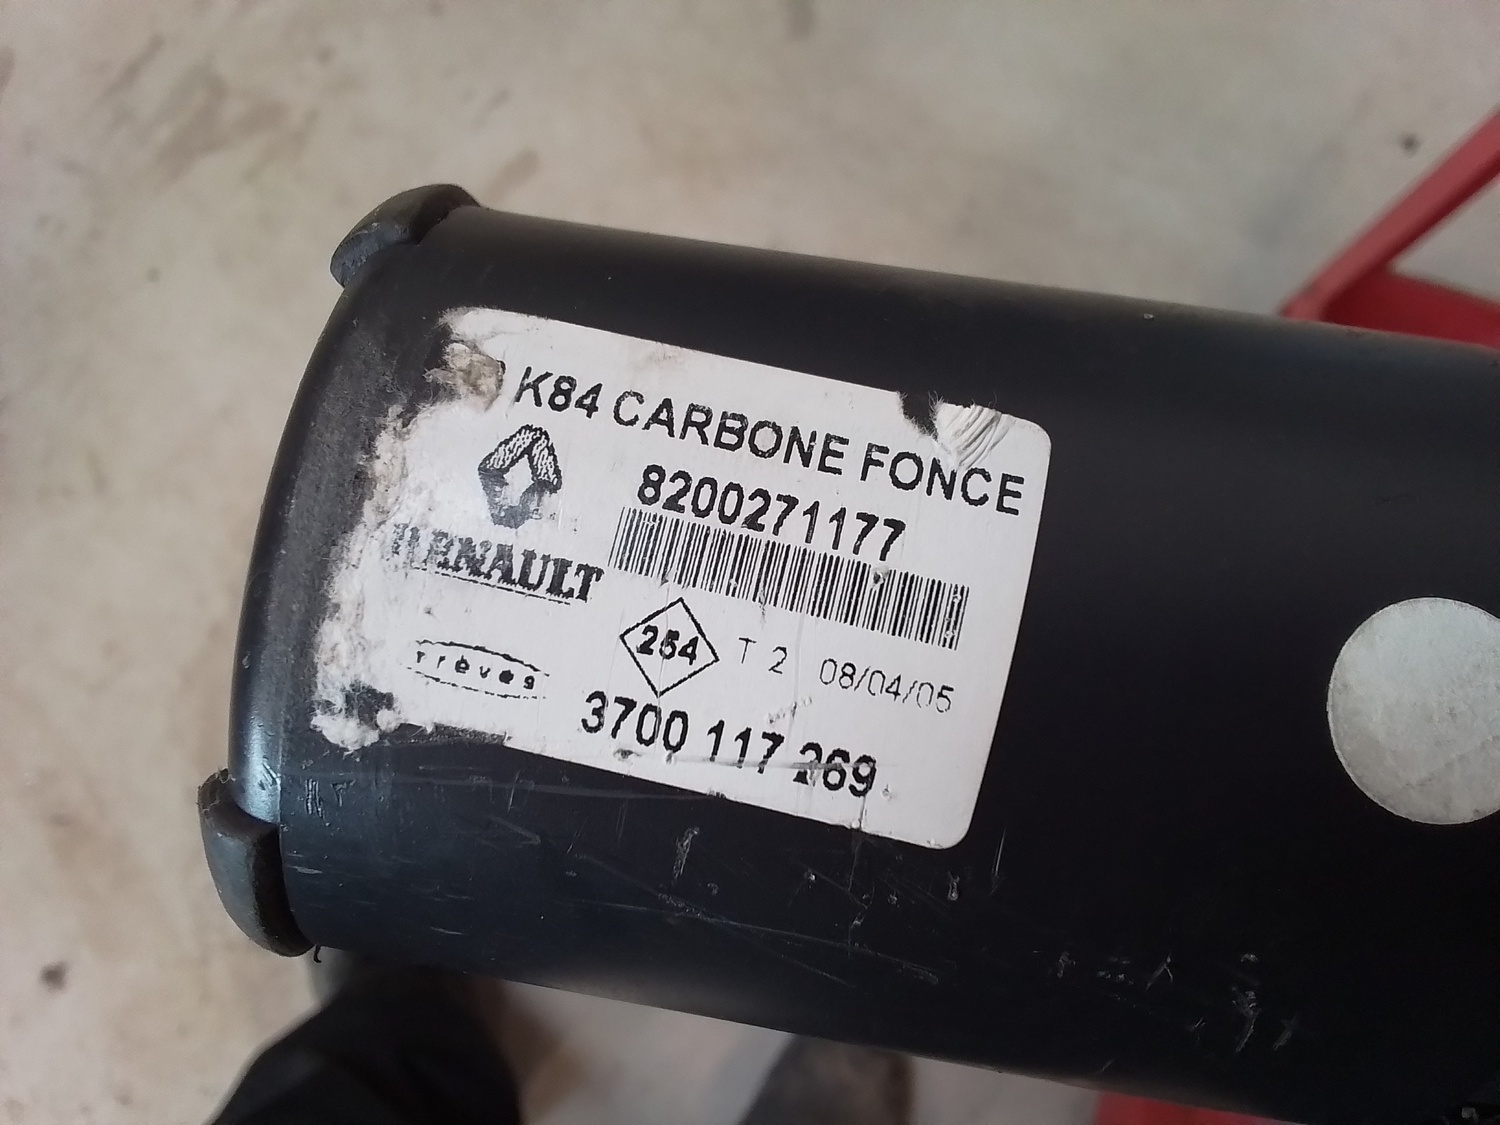 K84 CARBONE FONCE
8200271177
RENAULT
254 T 2 08/04/05
Trèves
3700 117 269